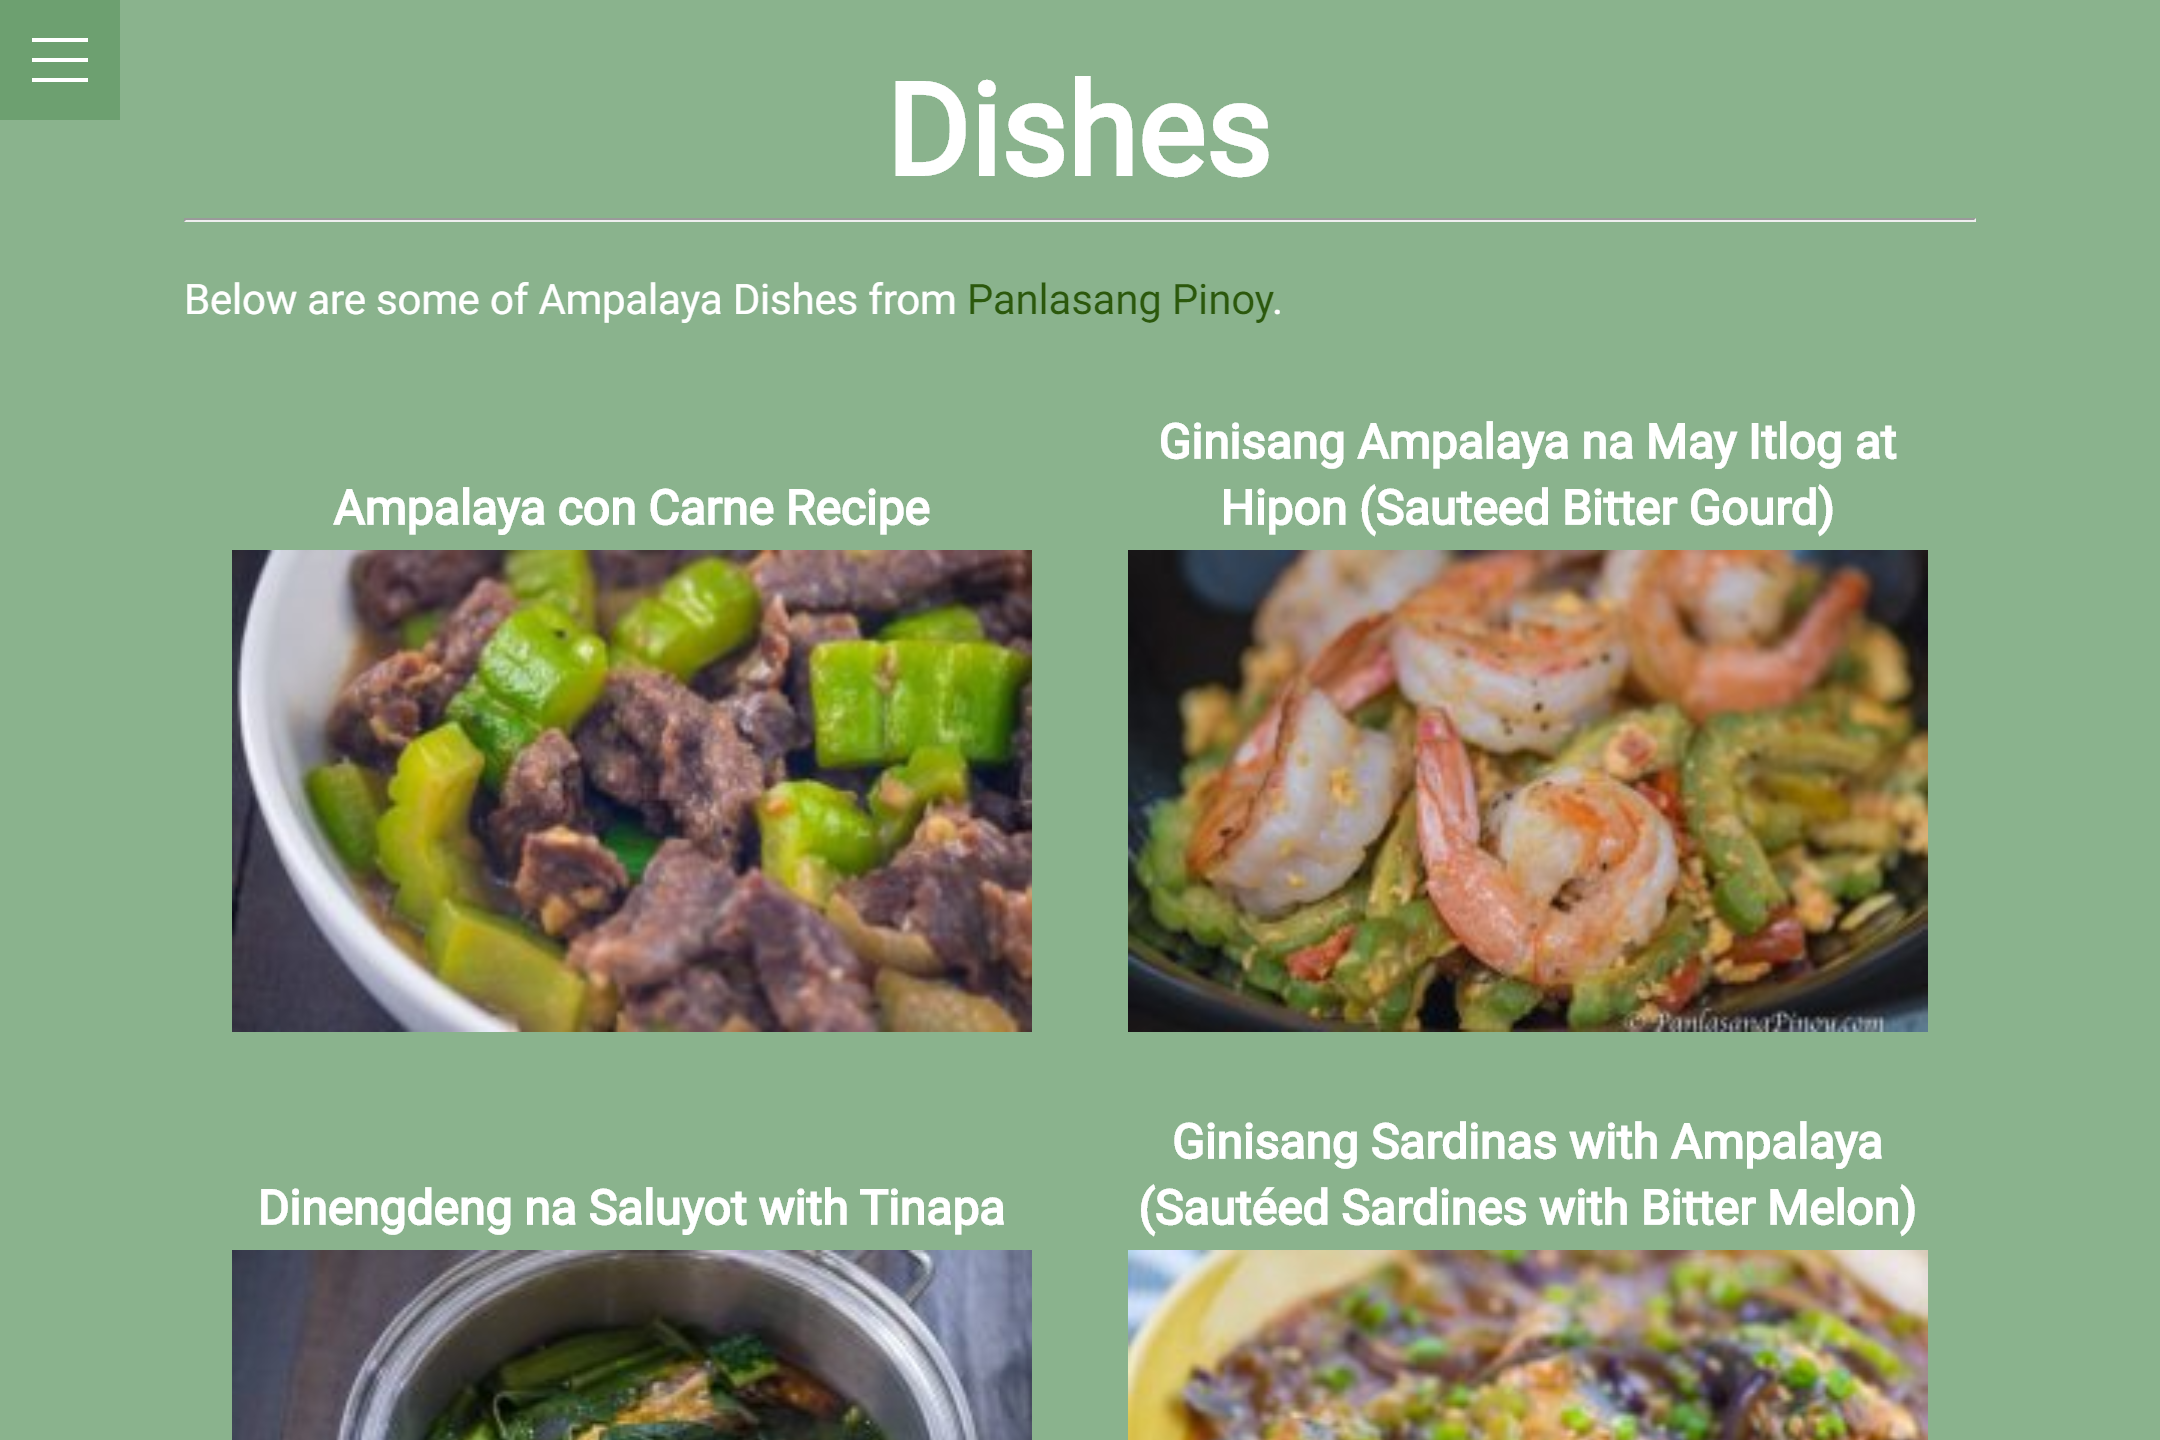 Dishes
Below are some of Ampalaya Dishes from Panlasang Pinoy.
Ampalaya con Carne Recipe
Ginisang Ampalaya na May Itlog at
Hipon (Sauteed Bitter Gourd)
© PanlasangPinoy.com
Dinengdeng na Saluyot with Tinapa
Ginisang Sardinas with Ampalaya
(Sautéed Sardines with Bitter Melon)